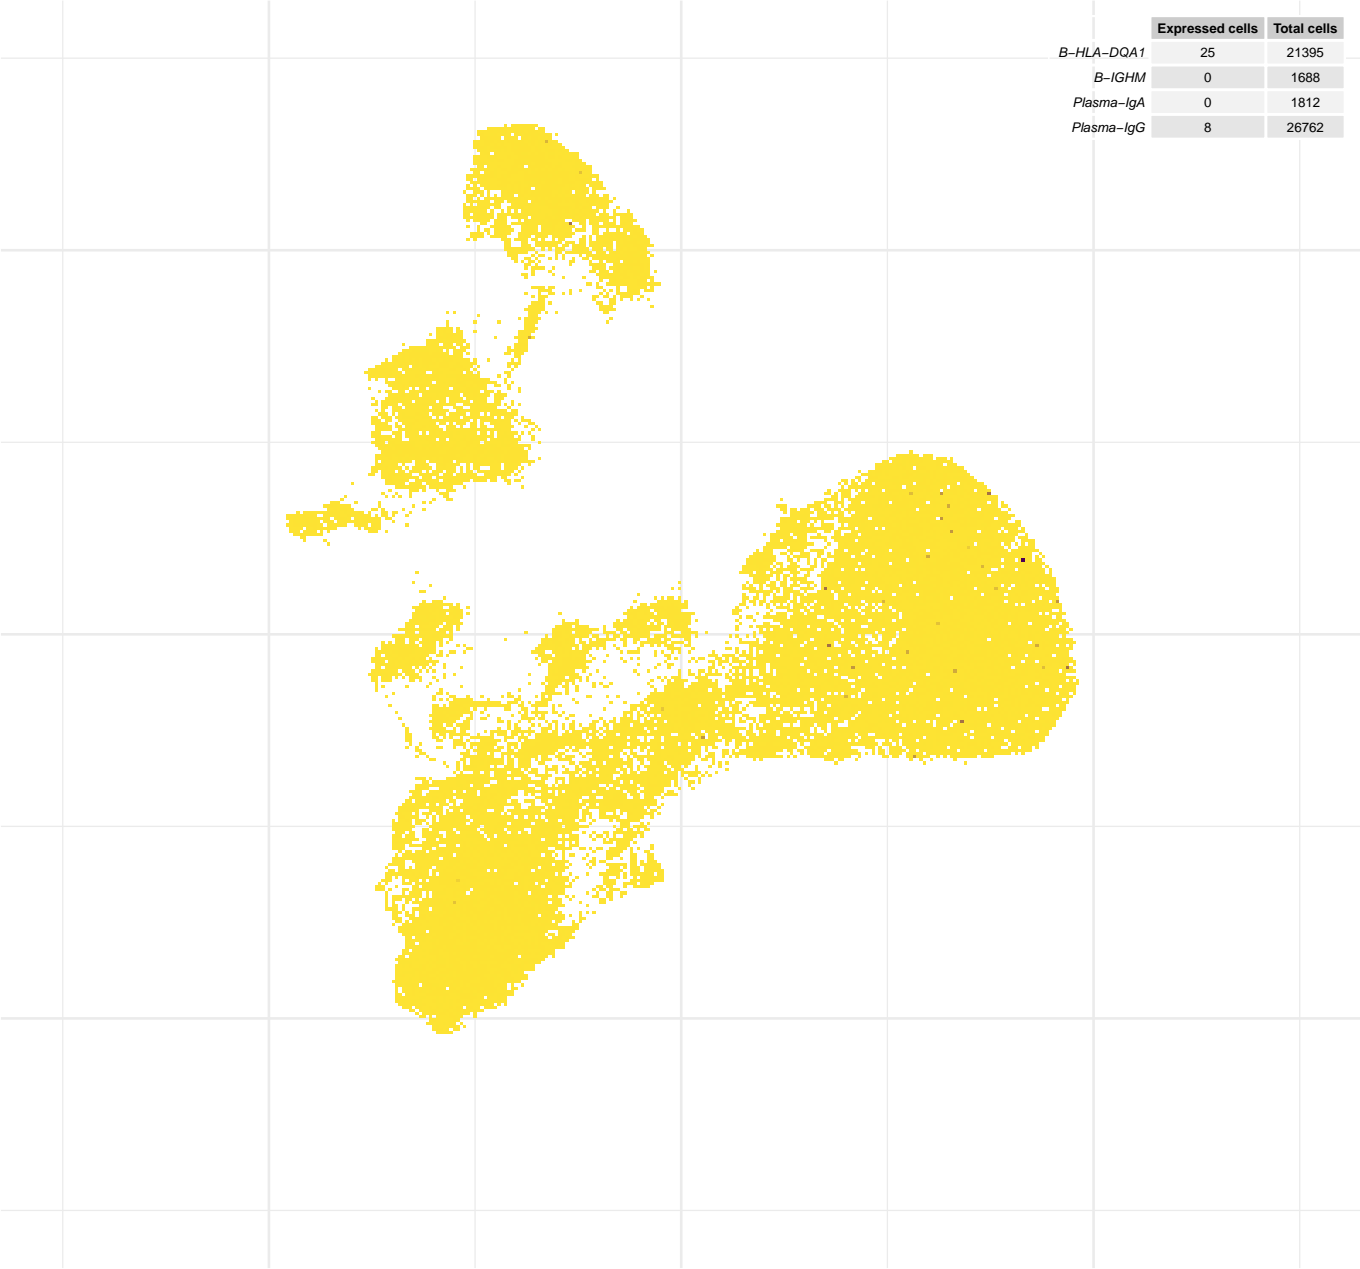 Expressed cells Total cells
B−HLA−DQA1 25 21395
B−IGHM 0 1688
Plasma−IgA 0 1812
Plasma−IgG 8 26762